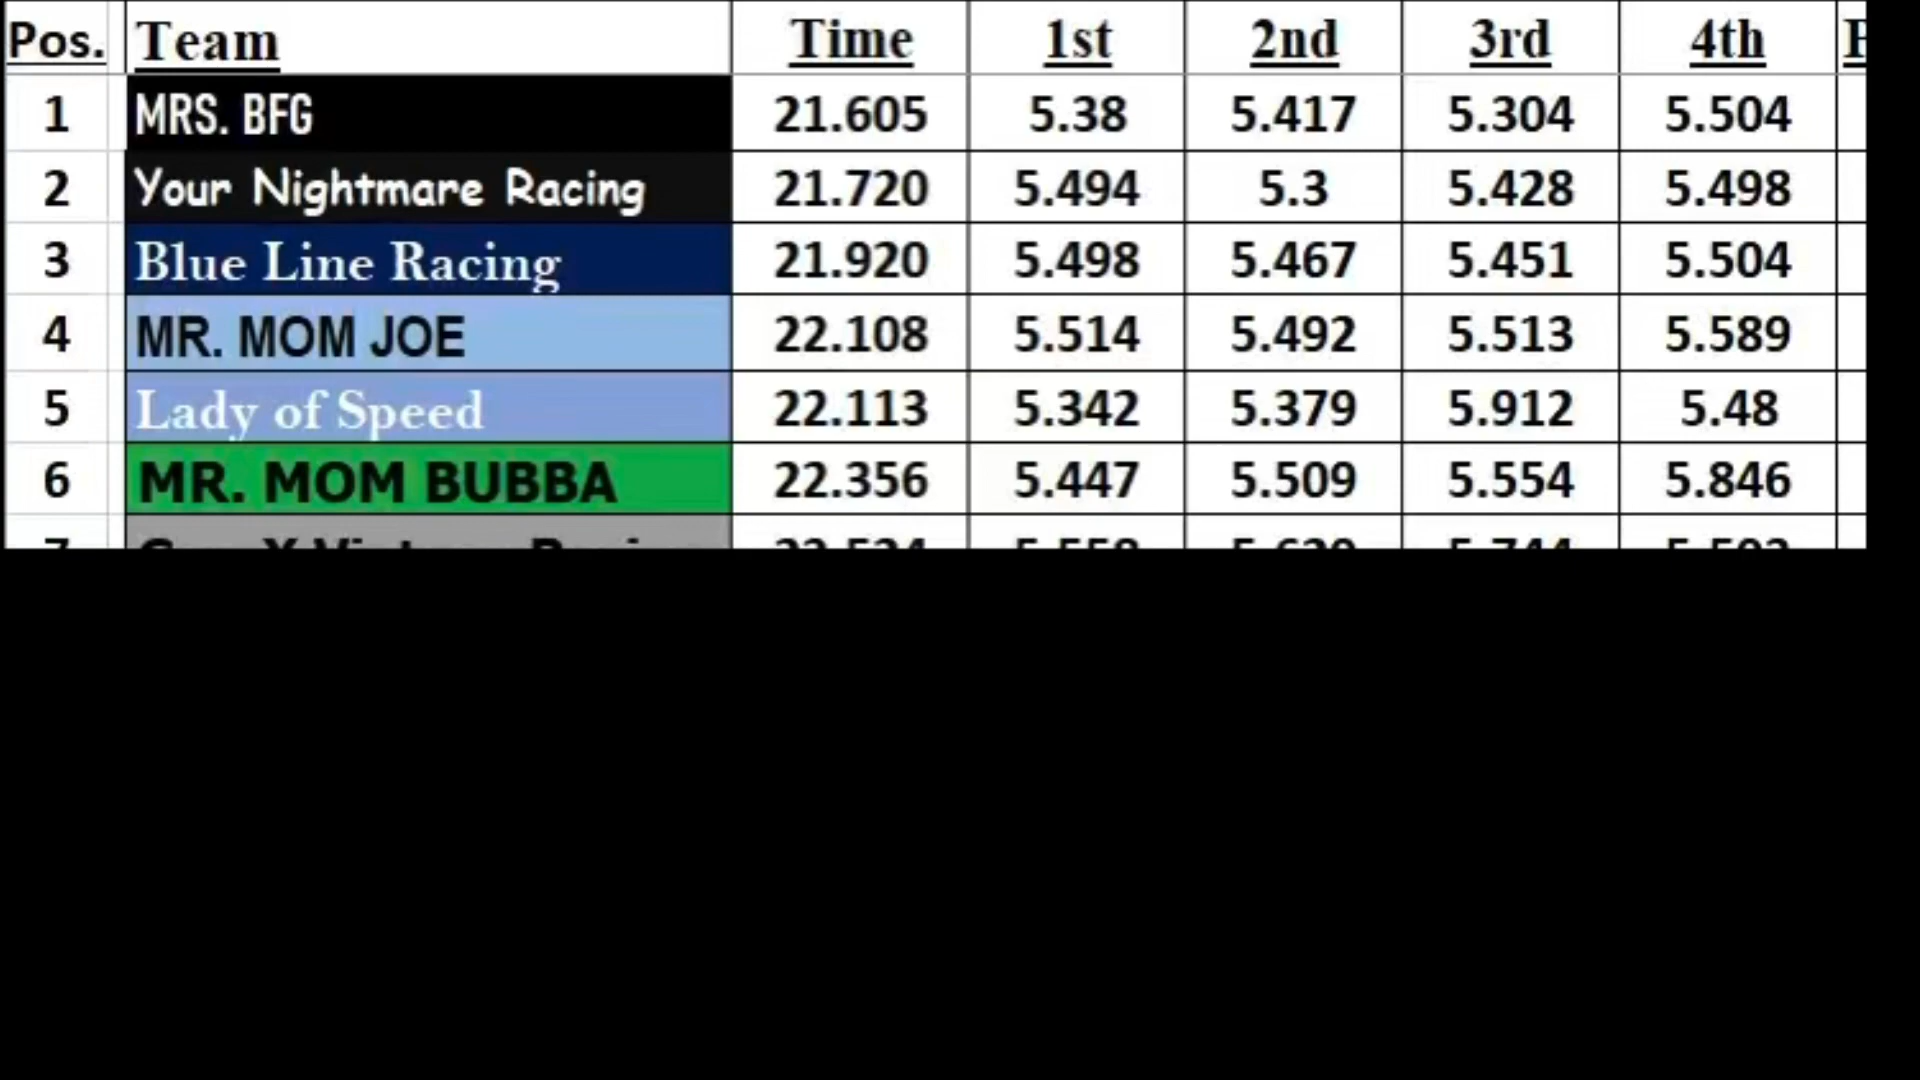 Pos. Team Time 1st 2nd 3rd 4th
1 MRS. BFG 21.605 5.38 5.417 5.304 5.504
2 Your Nightmare Racing 21.720 5.494 5.3 5.428 5.498
3 Blue Line Racing 21.920 5.498 5.467 5.451 5.504
4 MR. MOM JOE 22.108 5.514 5.492 5.513 5.589
5 Lady of Speed 22.113 5.342 5.379 5.912 5.48
6 MR. MOM BUBBA 22.356 5.447 5.509 5.554 5.846